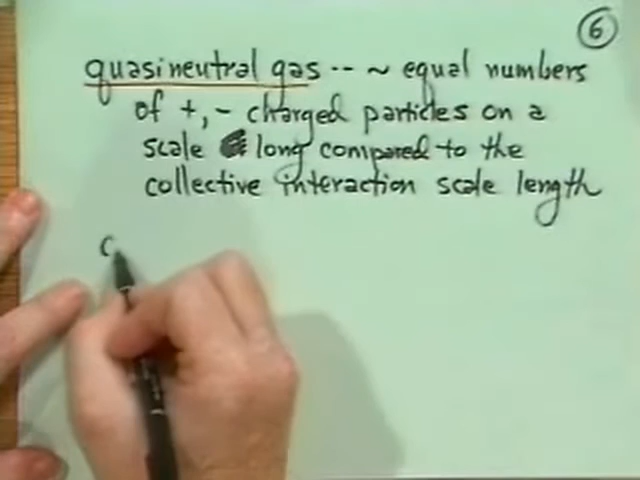 6
quasineutral gas -- ~ equal numbers
of +, - charged particles on a
scale long compared to the
collective interaction scale length
c